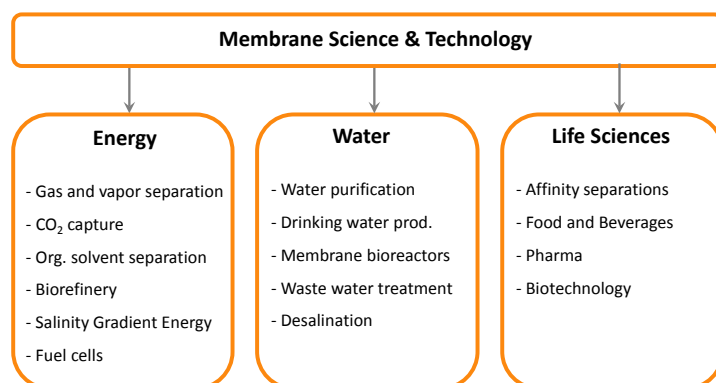 Membrane Science & Technology
Energy
- Gas and vapor separation
- CO₂ capture
- Org. solvent separation
- Biorefinery
- Salinity Gradient Energy
- Fuel cells
Water
- Water purification
- Drinking water prod.
- Membrane bioreactors
- Waste water treatment
- Desalination
Life Sciences
- Affinity separations
- Food and Beverages
- Pharma
- Biotechnology